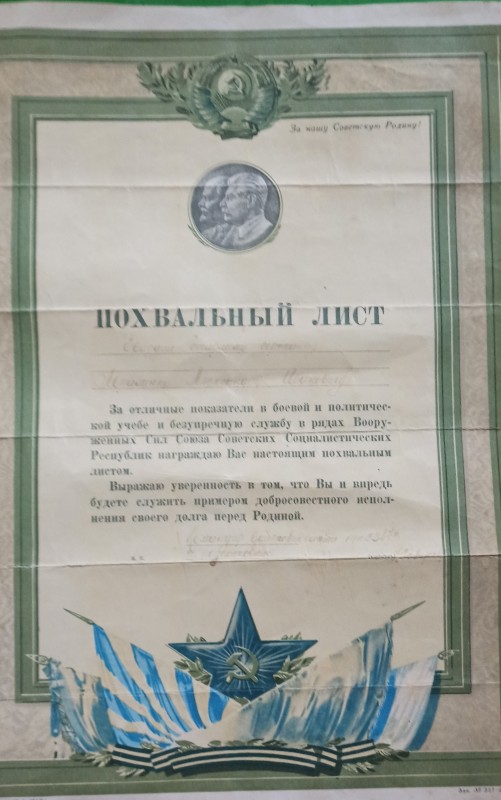 За нашу Советскую Родину!
ПОХВАЛЬНЫЙ ЛИСТ
За отличные показатели в боевой и политичес-
кой учебе и безупречную службу в рядах Воору-
женных Сил Союза Советских Социалистических
Республик награждаю Вас настоящим похвальным
листом.
Выражаю уверенность в том, что Вы и впредь
будете служить примером добросовестного испол-
нения своего долга перед Родиной.